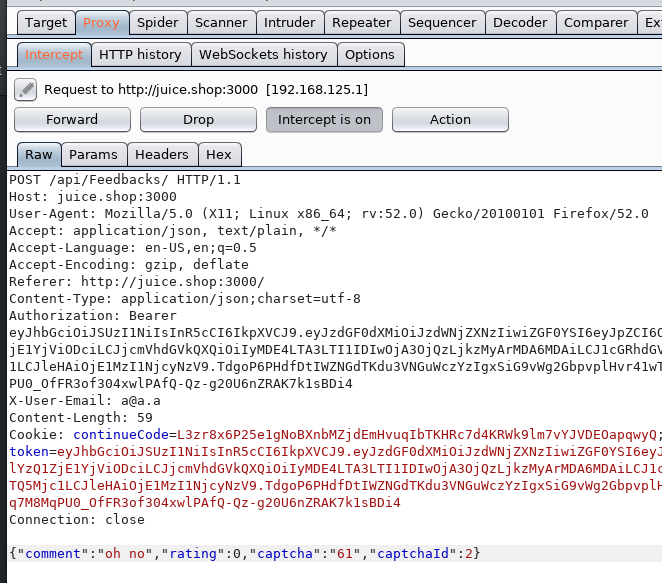 Target Proxy Spider Scanner Intruder Repeater Sequencer Decoder Comparer Ex
Intercept HTTP history WebSockets history Options
Request to http://juice.shop:3000 [192.168.125.1]
Forward Drop Intercept is on Action
Raw Params Headers Hex
POST /api/Feedbacks/ HTTP/1.1
Host: juice.shop:3000
User-Agent: Mozilla/5.0 (X11; Linux x86_64; rv:52.0) Gecko/20100101 Firefox/52.0
Accept: application/json, text/plain, */*
Accept-Language: en-US,en;q=0.5
Accept-Encoding: gzip, deflate
Referer: http://juice.shop:3000/
Content-Type: application/json;charset=utf-8
Authorization: Bearer
eyJhbGciOiJSUzI1NiIsInR5cCI6IkpXVCJ9.eyJzdGF0dXMiOiJzdWNjZXNzIiwiZGF0YSI6eyJpZCI6O
jE1YjViODciLCJjcmVhdGVkQXQiOiIyMDE4LTA3LTI1IDIwOjA3OjQzLjkzMyArMDA6MDAiLCJ1cGRhdGV
1LCJleHAiOjE1MzI1NjcyNzV9.TdgoP6PHdfDtIWZNGdTKdu3VNGuWczYzIgxSiG9vWg2GbpvplHvr41wT
PU0_OfFR3of304xwlPAfQ-Qz-g20U6nZRAK7k1sBDi4
X-User-Email: a@a.a
Content-Length: 59
Cookie: continueCode=L3zr8x6P25e1gNoBXnbMZjdEmHvuqIbTKHRc7d4KRWk9lm7vYJVDEOapqwyQ;
token=eyJhbGciOiJSUzI1NiIsInR5cCI6IkpXVCJ9.eyJzdGF0dXMiOiJzdWNjZXNzIiwiZGF0YSI6eyJ
lYzQ1ZjE1YjViODciLCJjcmVhdGVkQXQiOiIyMDE4LTA3LTI1IDIwOjA3OjQzLjkzMyArMDA6MDAiLCJ1c
TQ5Mjc1LCJleHAiOjE1MzI1NjcyNzV9.TdgoP6PHdfDtIWZNGdTKdu3VNGuWczYzIgxSiG9vWg2GbpvplH
q7M8MqPU0_OfFR3of304xwlPAfQ-Qz-g20U6nZRAK7k1sBDi4
Connection: close
{"comment":"oh no","rating":0,"captcha":"61","captchaId":2}